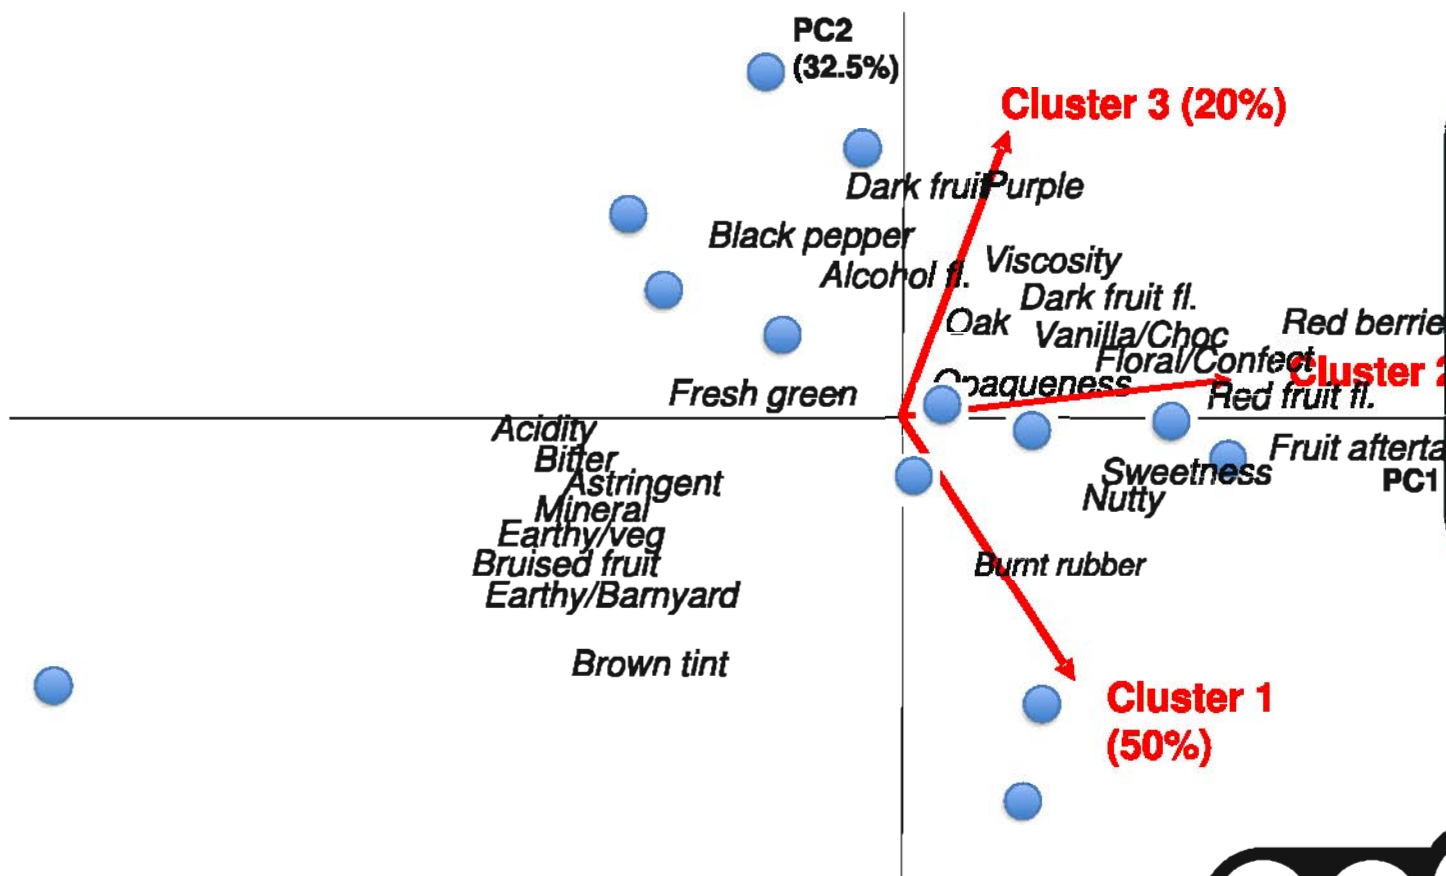 PC2
(32.5%)
Cluster 3 (20%)
Dark fruit
Purple
Black pepper
Viscosity
Alcohol fl.
Dark fruit fl.
Oak
Vanilla/Choc
Red berrie
Floral/Confect
Cluster 2
Opaqueness
Fresh green
Red fruit fl.
Acidity
Fruit afterta
Bitter
Sweetness
PC1
Astringent
Nutty
Mineral
Earthy/veg
Bruised fruit
Burnt rubber
Earthy/Barnyard
Brown tint
Cluster 1
(50%)